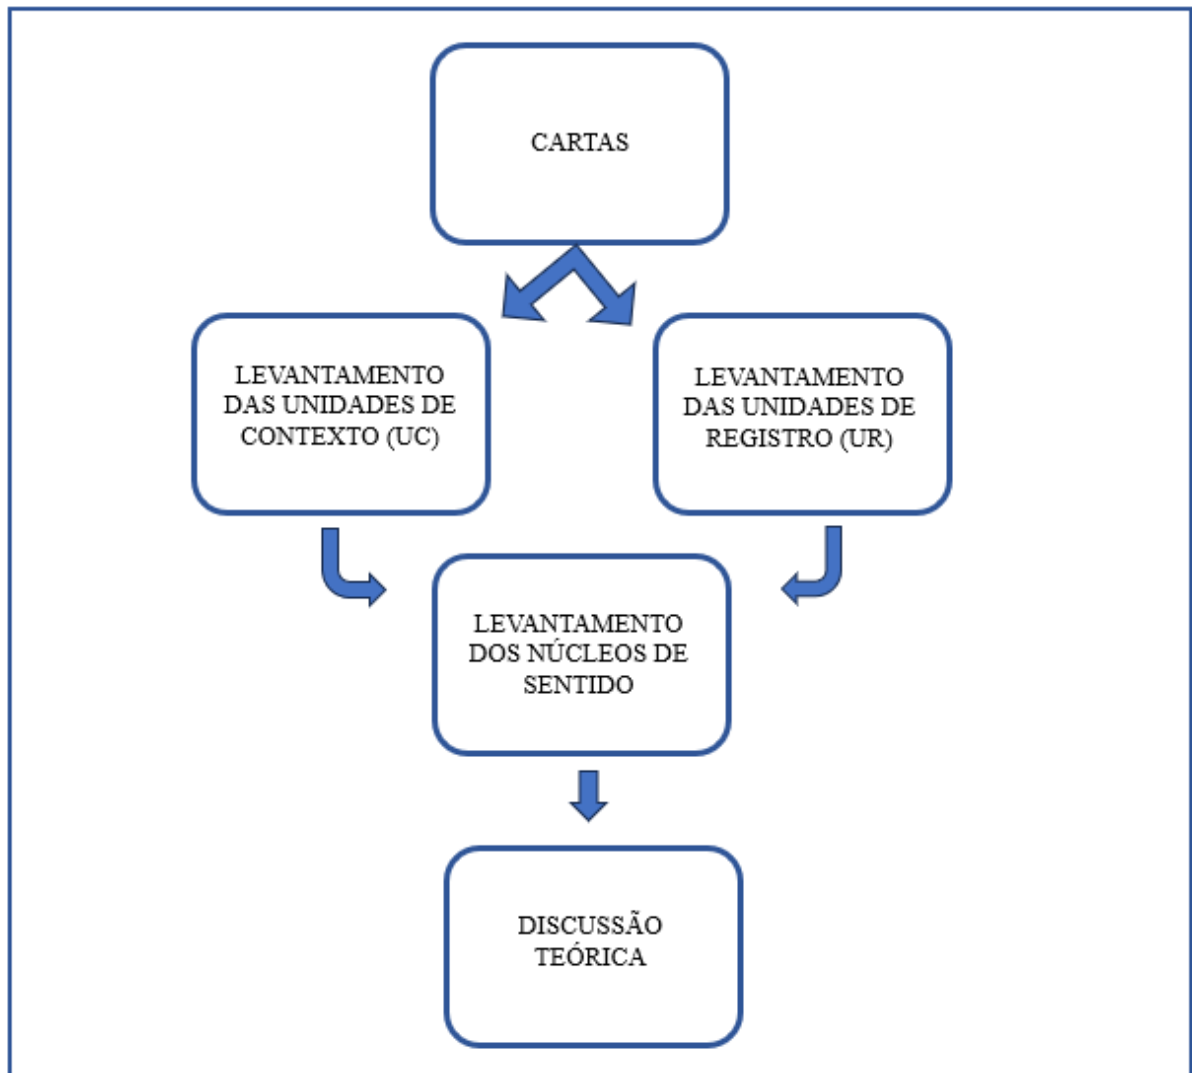 CARTAS
LEVANTAMENTO
DAS UNIDADES DE
CONTEXTO (UC)
LEVANTAMENTO
DAS UNIDADES DE
REGISTRO (UR)
LEVANTAMENTO
DOS NÚCLEOS DE
SENTIDO
DISCUSSÃO
TEÓRICA